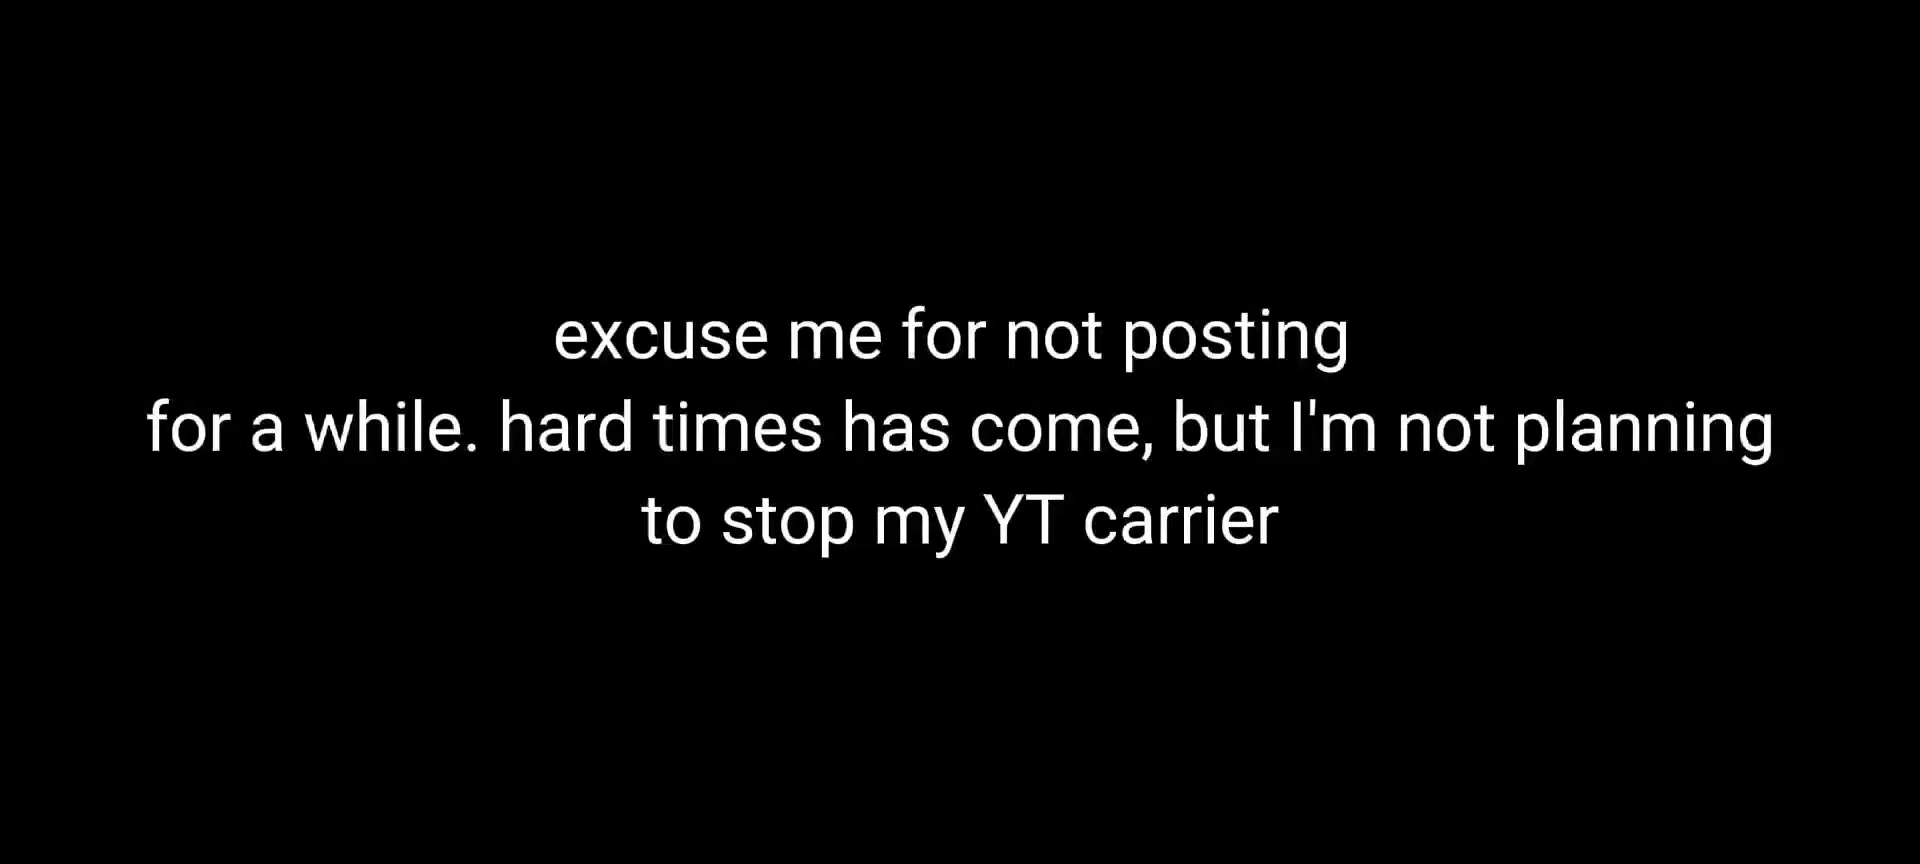 excuse me for not posting
for a while. hard times has come, but I'm not planning
to stop my YT carrier